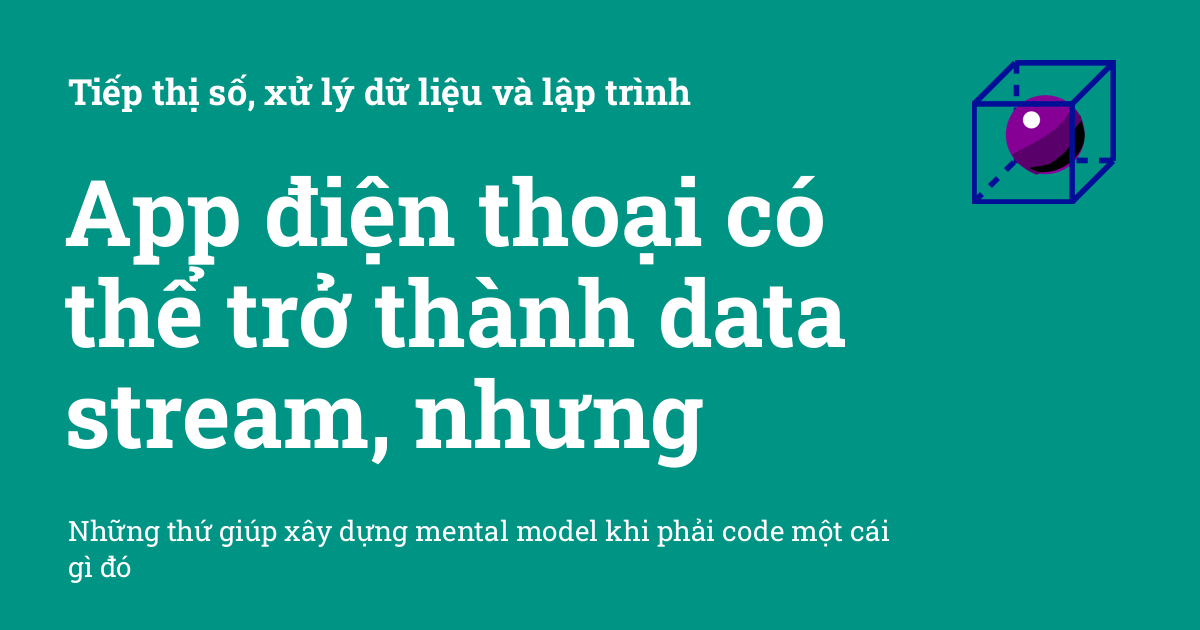 Tiếp thị số, xử lý dữ liệu và lập trình
App điện thoại có
thể trở thành data
stream, nhưng
Những thứ giúp xây dựng mental model khi phải code một cái
gì đó